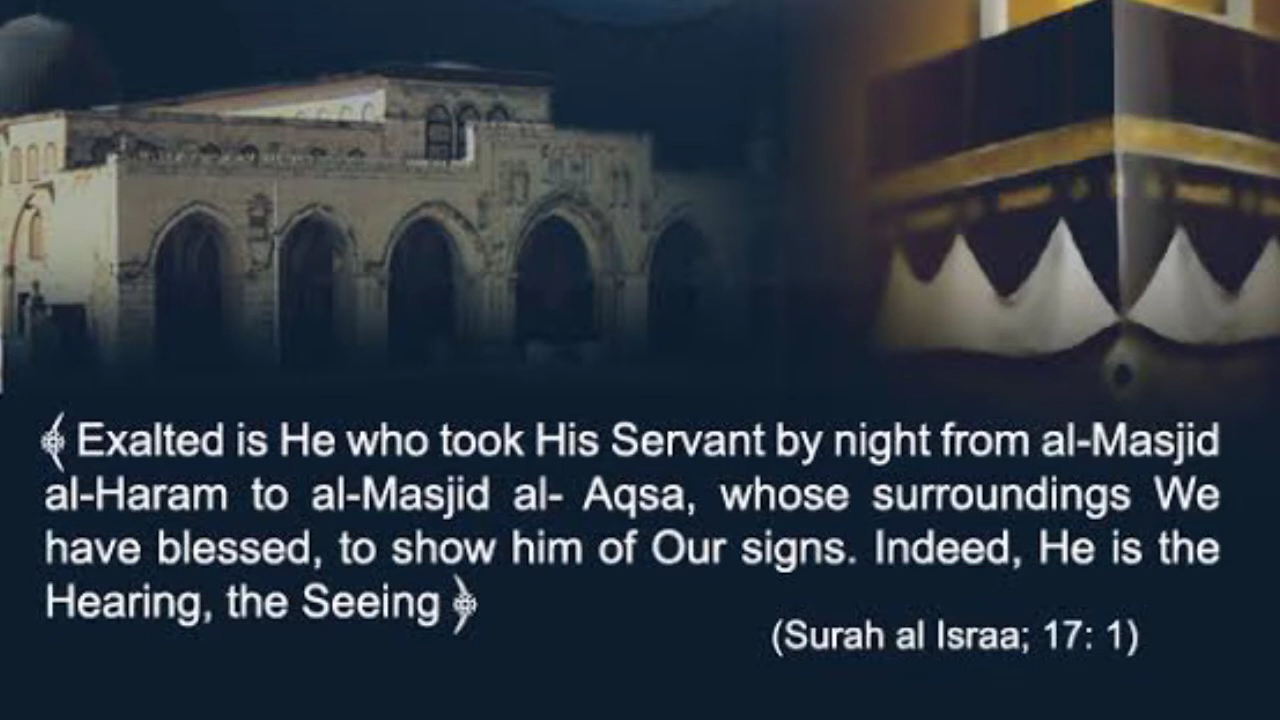 ﴾ Exalted is He who took His Servant by night from al-Masjid
al-Haram to al-Masjid al- Aqsa, whose surroundings We
have blessed, to show him of Our signs. Indeed, He is the
Hearing, the Seeing ﴿
(Surah al Israa; 17: 1)